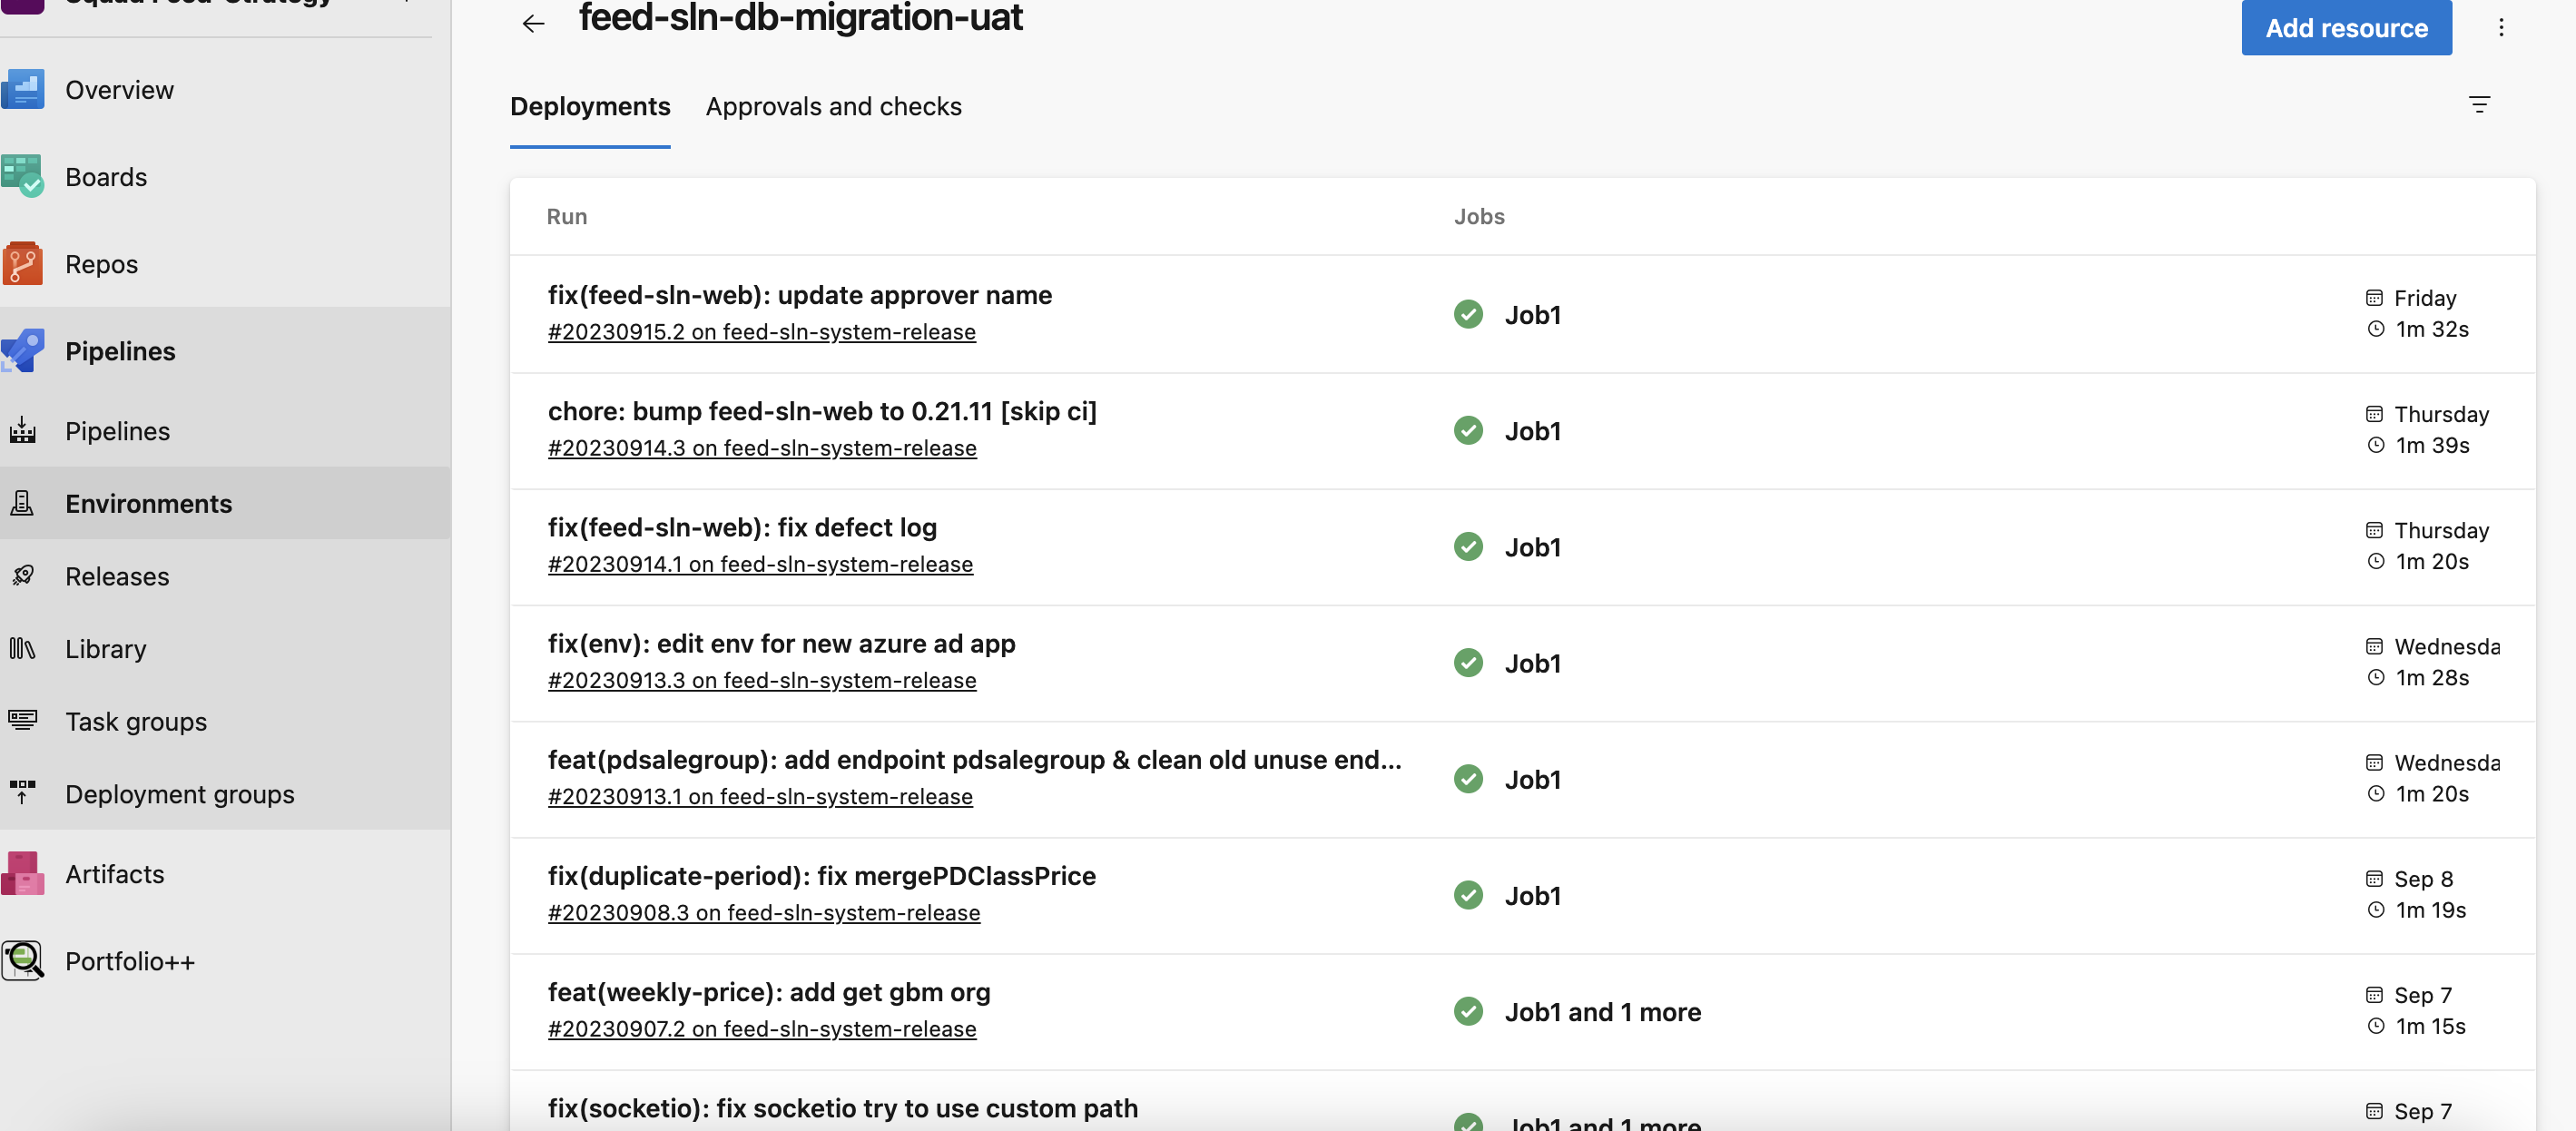 Squad Feed-Strategy
Overview
Boards
Repos
Pipelines
Pipelines
Environments
Releases
Library
Task groups
Deployment groups
Artifacts
Portfolio++
feed-sln-db-migration-uat
Add resource
Deployments
Approvals and checks
Run
Jobs
fix(feed-sln-web): update approver name
#20230915.2 on feed-sln-system-release
Job1
Friday
1m 32s
chore: bump feed-sln-web to 0.21.11 [skip ci]
#20230914.3 on feed-sln-system-release
Job1
Thursday
1m 39s
fix(feed-sln-web): fix defect log
#20230914.1 on feed-sln-system-release
Job1
Thursday
1m 20s
fix(env): edit env for new azure ad app
#20230913.3 on feed-sln-system-release
Job1
Wednesda
1m 28s
feat(pdsalegroup): add endpoint pdsalegroup & clean old unuse end...
#20230913.1 on feed-sln-system-release
Job1
Wednesda
1m 20s
fix(duplicate-period): fix mergePDClassPrice
#20230908.3 on feed-sln-system-release
Job1
Sep 8
1m 19s
feat(weekly-price): add get gbm org
#20230907.2 on feed-sln-system-release
Job1 and 1 more
Sep 7
1m 15s
fix(socketio): fix socketio try to use custom path
Job1 and 1 more
Sep 7